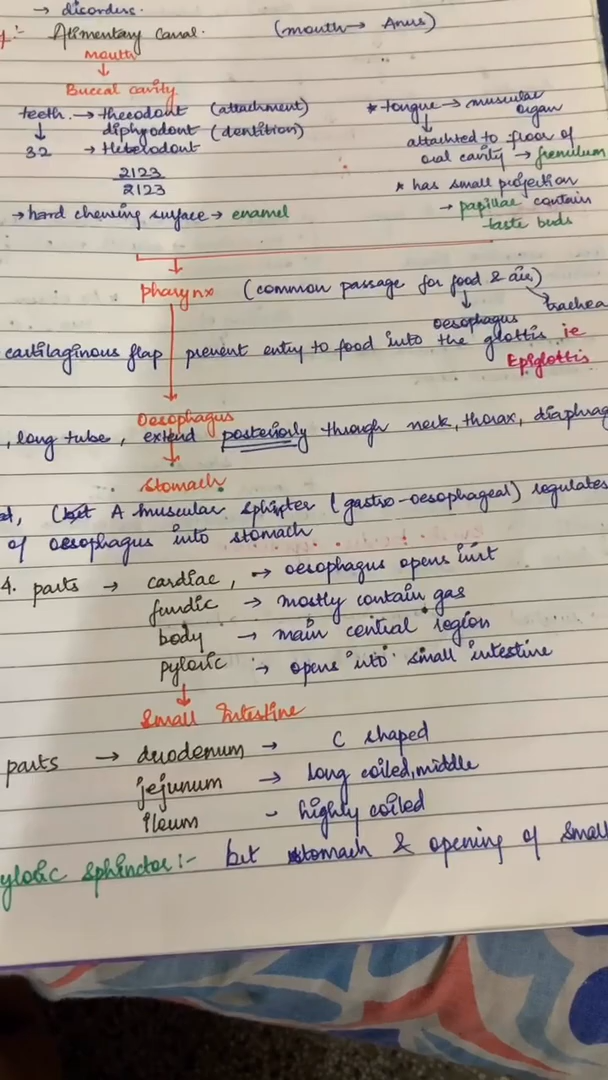 → disorders.
:- Alimentary Canal. (mouth → Anus)
mouth
↓
Buccal cavity
teeth. → thecodont (attachment)
↓ diphyodont (dentition)
32 → Heterodont
2123
2123
→ hard chewing surface → enamel
* tongue → muscular
organ
↓
attatched to floor of
oral cavity → frenulum
* has small projection
→ papillae contain
taste buds
↓
pharynx (common passage for food & air)
↓ trachea
oesophagus
cartilaginous flap prevent entry to food into the glottis ie
Epiglottis
↓
Oesophagus
, long tube, extend posteriorly through neck, thorax, diaphrag
↓
Stomach
A muscular sphincter (gastro-oesophageal) regulates
of oesophagus into stomach
4. parts → cardiac, → oesophagus opens
fundic → mostly contain gas
body → main central region
pyloric → opens into small intestine
↓
Small Intestine
parts → duodenum → C shaped
jejunum → long coiled, middle
ileum - highly coiled
yloric sphinctor:- bet stomach & opening of small